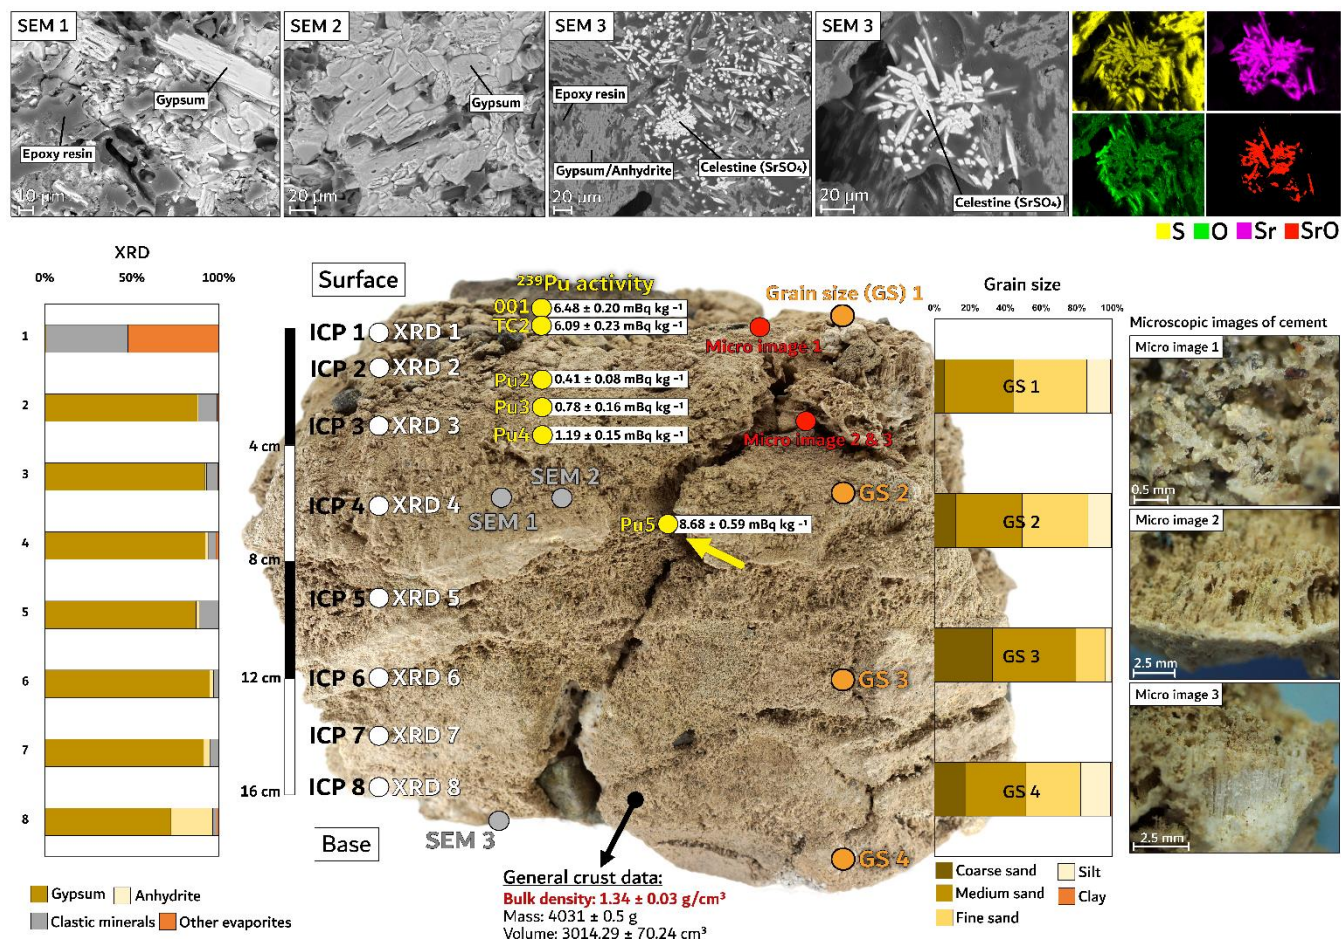 SEM 1
Gypsum
Epoxy resin
10 µm
SEM 2
Gypsum
20 µm
SEM 3
Epoxy resin
Gypsum/Anhydrite
Celestine (SrSO₄)
20 µm
SEM 3
Celestine (SrSO₄)
20 µm
S O Sr SrO
XRD
0% 50% 100%
1
2
3
4
5
6
7
8
Gypsum Anhydrite
Clastic minerals Other evaporites
Surface
²³⁹Pu activity
001 6.48 ± 0.20 mBq kg ⁻¹
TC2 6.09 ± 0.23 mBq kg ⁻¹
Pu2 0.41 ± 0.08 mBq kg ⁻¹
Pu3 0.78 ± 0.16 mBq kg ⁻¹
Pu4 1.19 ± 0.15 mBq kg ⁻¹
Pu5 8.68 ± 0.59 mBq kg ⁻¹
ICP 1 XRD 1
ICP 2 XRD 2
ICP 3 XRD 3
4 cm
ICP 4 XRD 4
8 cm
ICP 5 XRD 5
12 cm
ICP 6 XRD 6
ICP 7 XRD 7
ICP 8 XRD 8
16 cm
Base
SEM 1
SEM 2
SEM 3
Micro image 1
Micro image 2 & 3
Grain size (GS) 1
GS 2
GS 3
GS 4
General crust data:
Bulk density: 1.34 ± 0.03 g/cm³
Mass: 4031 ± 0.5 g
Volume: 3014.29 ± 70.24 cm³
Grain size
0% 20% 40% 60% 80% 100%
GS 1
GS 2
GS 3
GS 4
Coarse sand Silt
Medium sand Clay
Fine sand
Microscopic images of cement
Micro image 1
0.5 mm
Micro image 2
2.5 mm
Micro image 3
2.5 mm